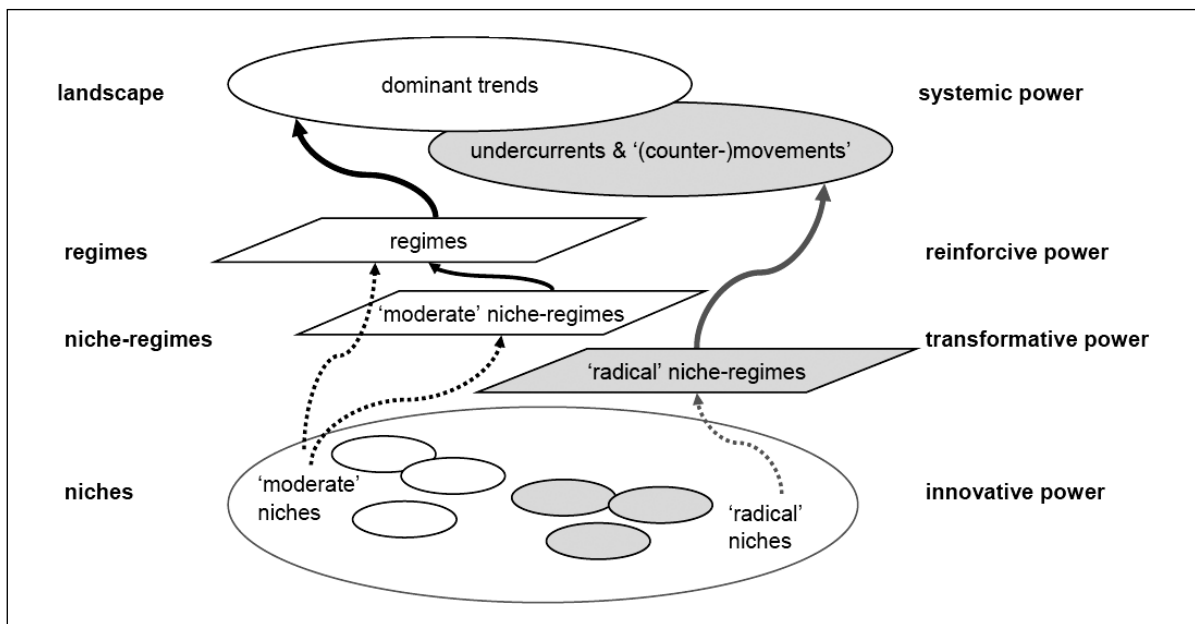 dominant trends
landscape
systemic power
undercurrents & ‘(counter-)movements’
regimes
regimes
reinforcive power
‘moderate’ niche-regimes
niche-regimes
transformative power
‘radical’ niche-regimes
‘moderate’
niches
niches
innovative power
‘radical’
niches